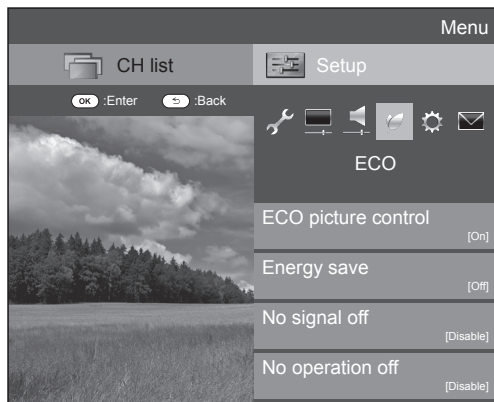 Menu
CH list
Setup
OK :Enter :Back
ECO
ECO picture control
[On]
Energy save
[Off]
No signal off
[Disable]
No operation off
[Disable]